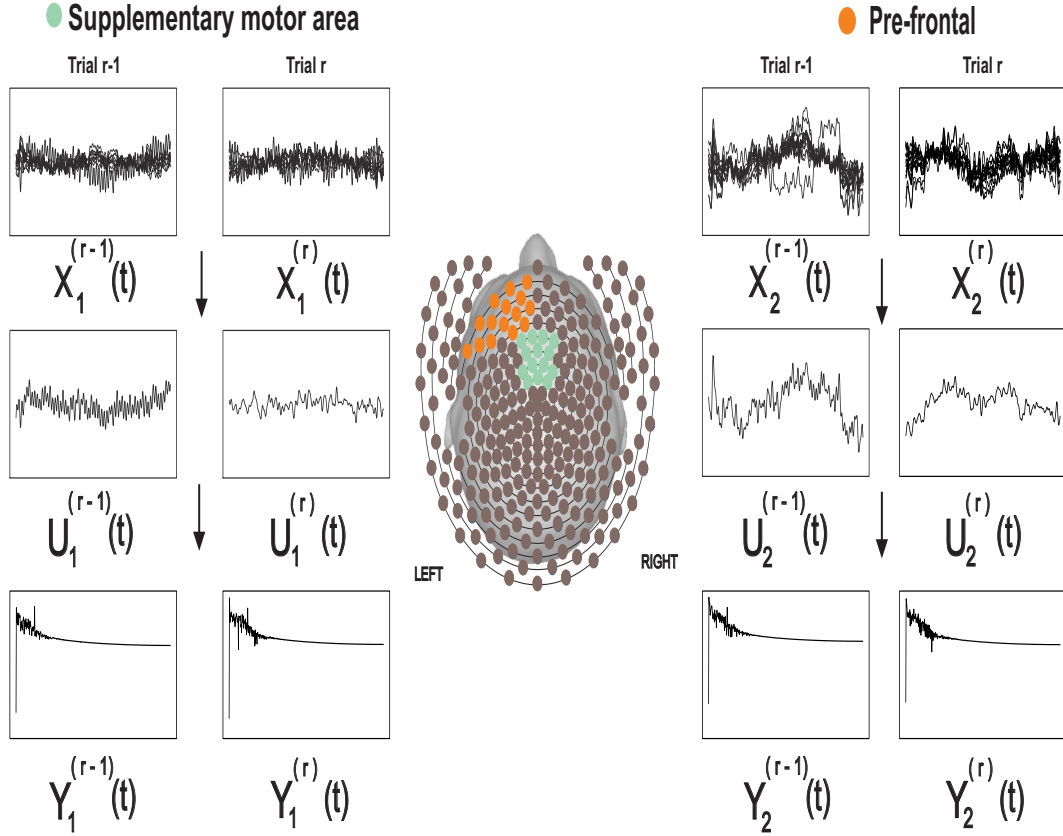 Supplementary motor area
Pre-frontal
Trial r-1
Trial r
Trial r-1
Trial r
X₁^(r - 1)(t)
X₁^(r)(t)
X₂^(r - 1)(t)
X₂^(r)(t)
U₁^(r - 1)(t)
U₁^(r)(t)
U₂^(r - 1)(t)
U₂^(r)(t)
LEFT
RIGHT
Y₁^(r - 1)(t)
Y₁^(r)(t)
Y₂^(r - 1)(t)
Y₂^(r)(t)